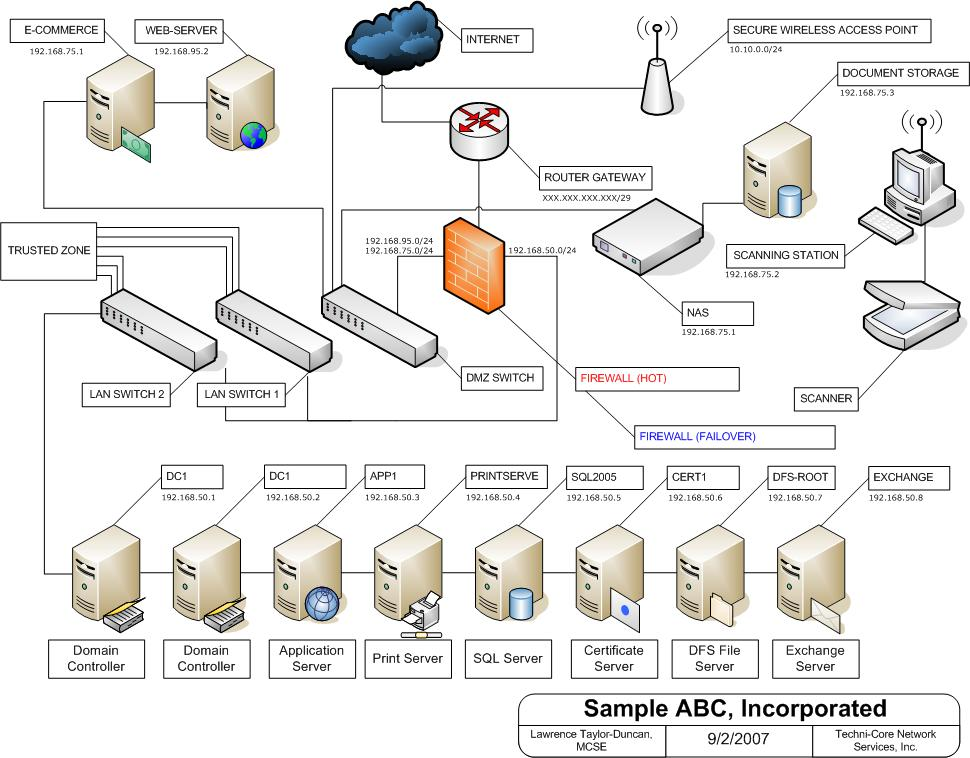 E-COMMERCE
192.168.75.1
WEB-SERVER
192.168.95.2
INTERNET
SECURE WIRELESS ACCESS POINT
10.10.0.0/24
DOCUMENT STORAGE
192.168.75.3
ROUTER GATEWAY
XXX.XXX.XXX.XXX/29
TRUSTED ZONE
192.168.95.0/24
192.168.75.0/24
192.168.50.0/24
SCANNING STATION
192.168.75.2
NAS
192.168.75.1
LAN SWITCH 2
LAN SWITCH 1
DMZ SWITCH
FIREWALL (HOT)
SCANNER
FIREWALL (FAILOVER)
DC1
192.168.50.1
DC1
192.168.50.2
APP1
192.168.50.3
PRINTSERVE
192.168.50.4
SQL2005
192.168.50.5
CERT1
192.168.50.6
DFS-ROOT
192.168.50.7
EXCHANGE
192.168.50.8
Domain
Controller
Domain
Controller
Application
Server
Print Server
SQL Server
Certificate
Server
DFS File
Server
Exchange
Server
Sample ABC, Incorporated
Lawrence Taylor-Duncan,
MCSE
9/2/2007
Techni-Core Network
Services, Inc.